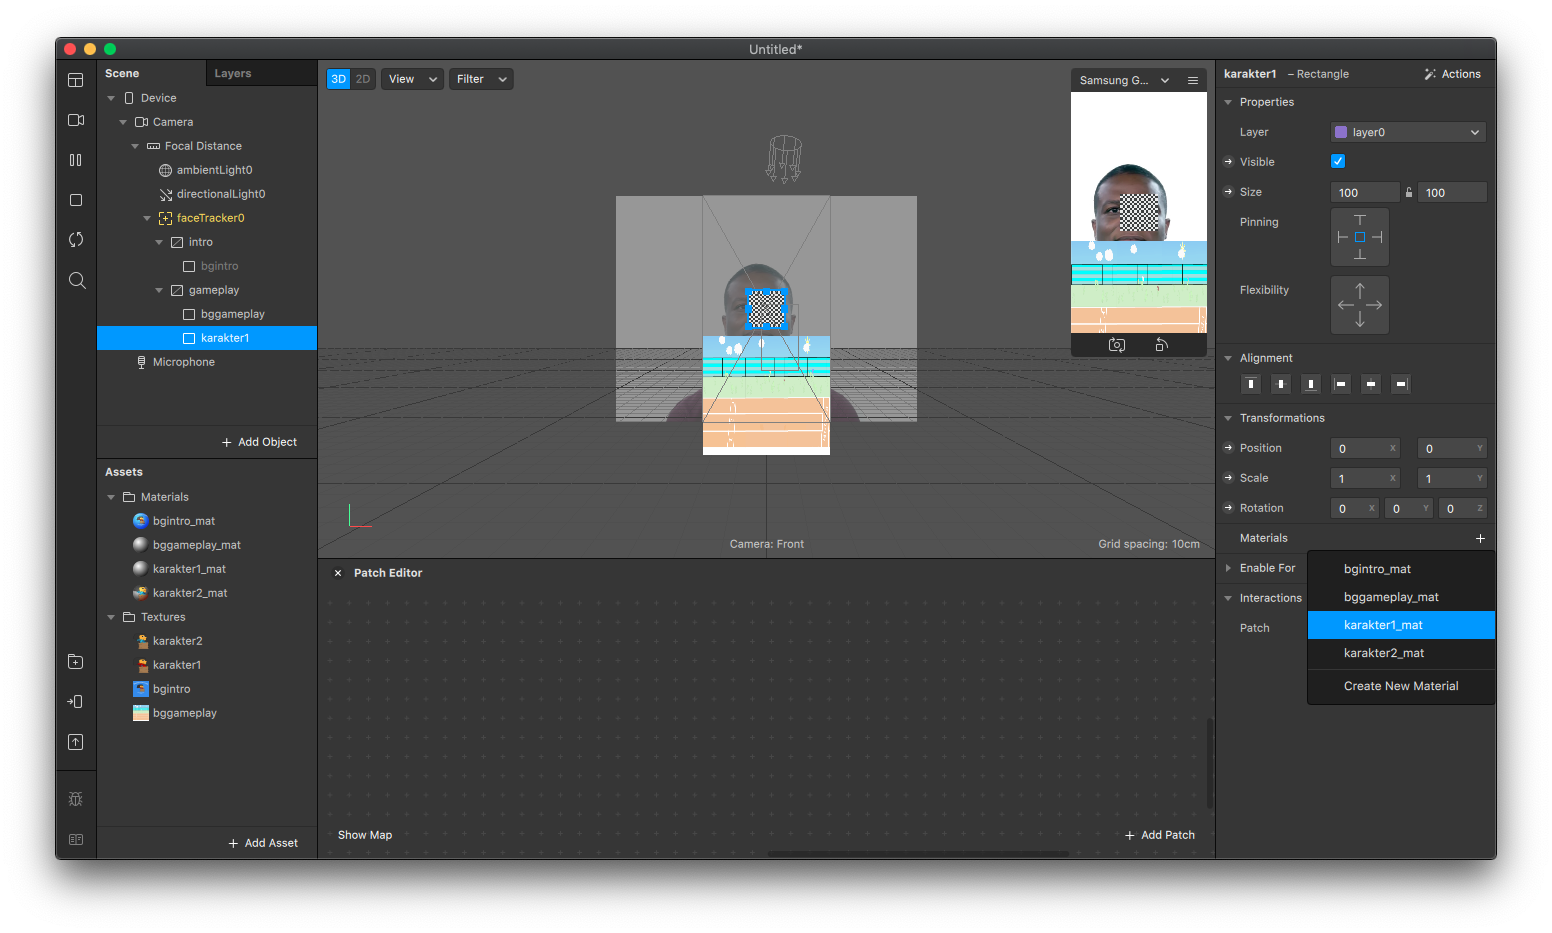 Untitled*
Scene
Layers
Device
Camera
Focal Distance
ambientLight0
directionalLight0
faceTracker0
intro
bgintro
gameplay
bggameplay
karakter1
Microphone
+ Add Object
Assets
Materials
bgintro_mat
bggameplay_mat
karakter1_mat
karakter2_mat
Textures
karakter2
karakter1
bgintro
bggameplay
+ Add Asset
3D 2D View Filter
Samsung G...
Camera: Front
Grid spacing: 10cm
Patch Editor
Show Map
+ Add Patch
karakter1 – Rectangle
Actions
Properties
Layer layer0
Visible
Size 100 100
Pinning
Flexibility
Alignment
Transformations
Position 0 X 0 Y
Scale 1 X 1 Y
Rotation 0 X 0 Y 0 Z
Materials +
Enable For
Interactions
Patch
bgintro_mat
bggameplay_mat
karakter1_mat
karakter2_mat
Create New Material